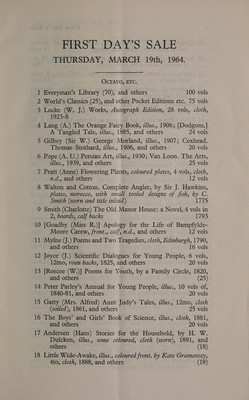 FIRST DAY'S SALE
THURSDAY, MARCH 19th, 1964.
OCTAVO, ETC.
1 Everyman's Library (70), and others 100 vols
2 World's Classics (25), and other Pocket Editions etc. 75 vols
3 Locke (W. J.) Works, Autograph Edition, 28 vols, cloth,
1923-8
4 Lang (A.) The Orange Fairy Book, illus., 1906; [Dodgson,]
A Tangled Tale, illus., 1885, and others 24 vols
5 Gilbey (Sir W.) George Morland, illus., 1907; Coxhead.
Thomas Stothard, illus., 1906, and others 20 vols
6 Pope (A. U.) Persian Art, illus., 1930; Van Loon. The Arts,
illus., 1939, and others 25 vols
7 Pratt (Anne) Flowering Plants, coloured plates, 4 vols, cloth,
n.d., and others 12 vols
8 Walton and Cotton. Complete Angler, by Sir J. Hawkins,
plates, morocco, with small tooled designs of fish, by C.
Smith (worn and title inlaid) 1775
9 Smith (Charlotte) The Old Manor House: a Novel, 4 vols in
2, boards, calf backs 1793
10 [Goadby (Miss R.)] Apology for the Life of Bampfylde-
Moore Carew, front., calf, n.d., and others 12 vols
11 Mylne (J.) Poems and Two Tragedies, cloth, Edinburgh, 1790,
and others 16 vols
12 Joyce (J.) Scientific Dialogues for Young People, 6 vols,
12mo, roan backs, 1825, and others 20 vols
13 [Roscoe (W.)] Poems for Youth, by a Family Circle, 1820,
and others (25)
14 Peter Parley's Annual for Young People, illus., 10 vols of,
1840-81, and others 20 vols
15 Gatty (Mrs. Alfred) Aunt Judy's Tales, illus., 12mo, cloth
(soiled), 1861, and others 25 vols
16 The Boys' and Girls' Book of Science, illus., cloth, 1881,
and others 20 vols
17 Andersen (Hans) Stories for the Household, by H. W.
Dulcken, illus., some coloured, cloth (worn), 1891, and
others (18)
18 Little Wide-Awake, illus., coloured front. by Kate Greenaway,
4to, cloth, 1888, and others (18)